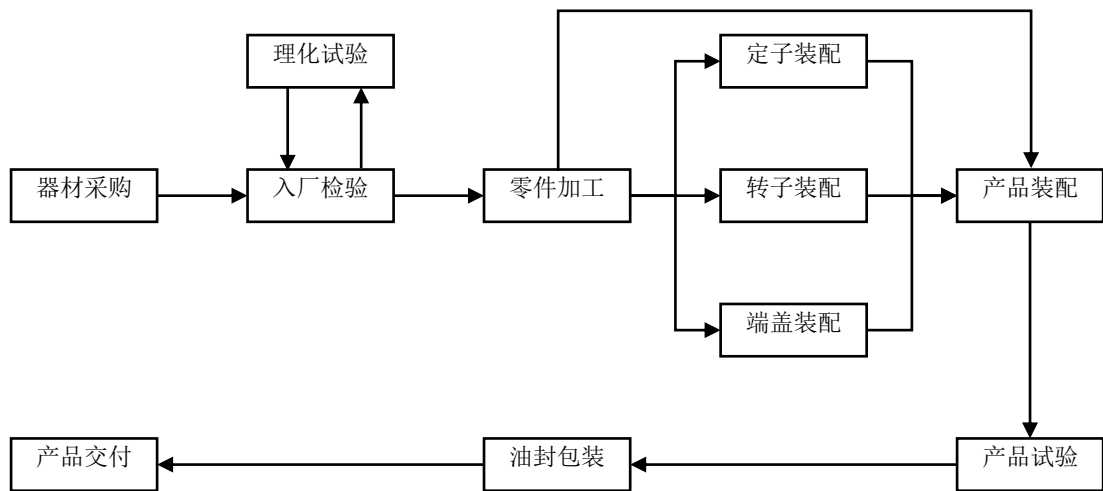 理化试验
定子装配
器材采购
入厂检验
零件加工
转子装配
产品装配
端盖装配
产品交付
油封包装
产品试验